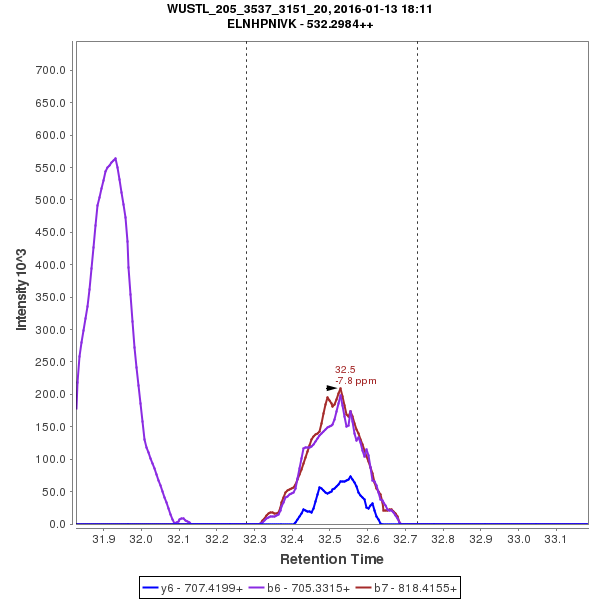 WUSTL_205_3537_3151_20, 2016-01-13 18:11
ELNHPNIVK - 532.2984++
Intensity 10^3
700.0
650.0
600.0
550.0
500.0
450.0
400.0
350.0
300.0
250.0
200.0
150.0
100.0
50.0
0.0
32.5
-7.8 ppm
31.9 32.0 32.1 32.2 32.3 32.4 32.5 32.6 32.7 32.8 32.9 33.0 33.1
Retention Time
y6 - 707.4199+ b6 - 705.3315+ b7 - 818.4155+